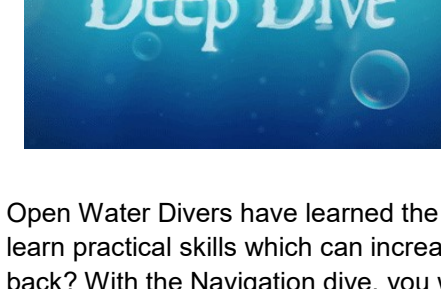 Deep Dive
Open Water Divers have learned the
learn practical skills which can increa
back? With the Navigation dive, you